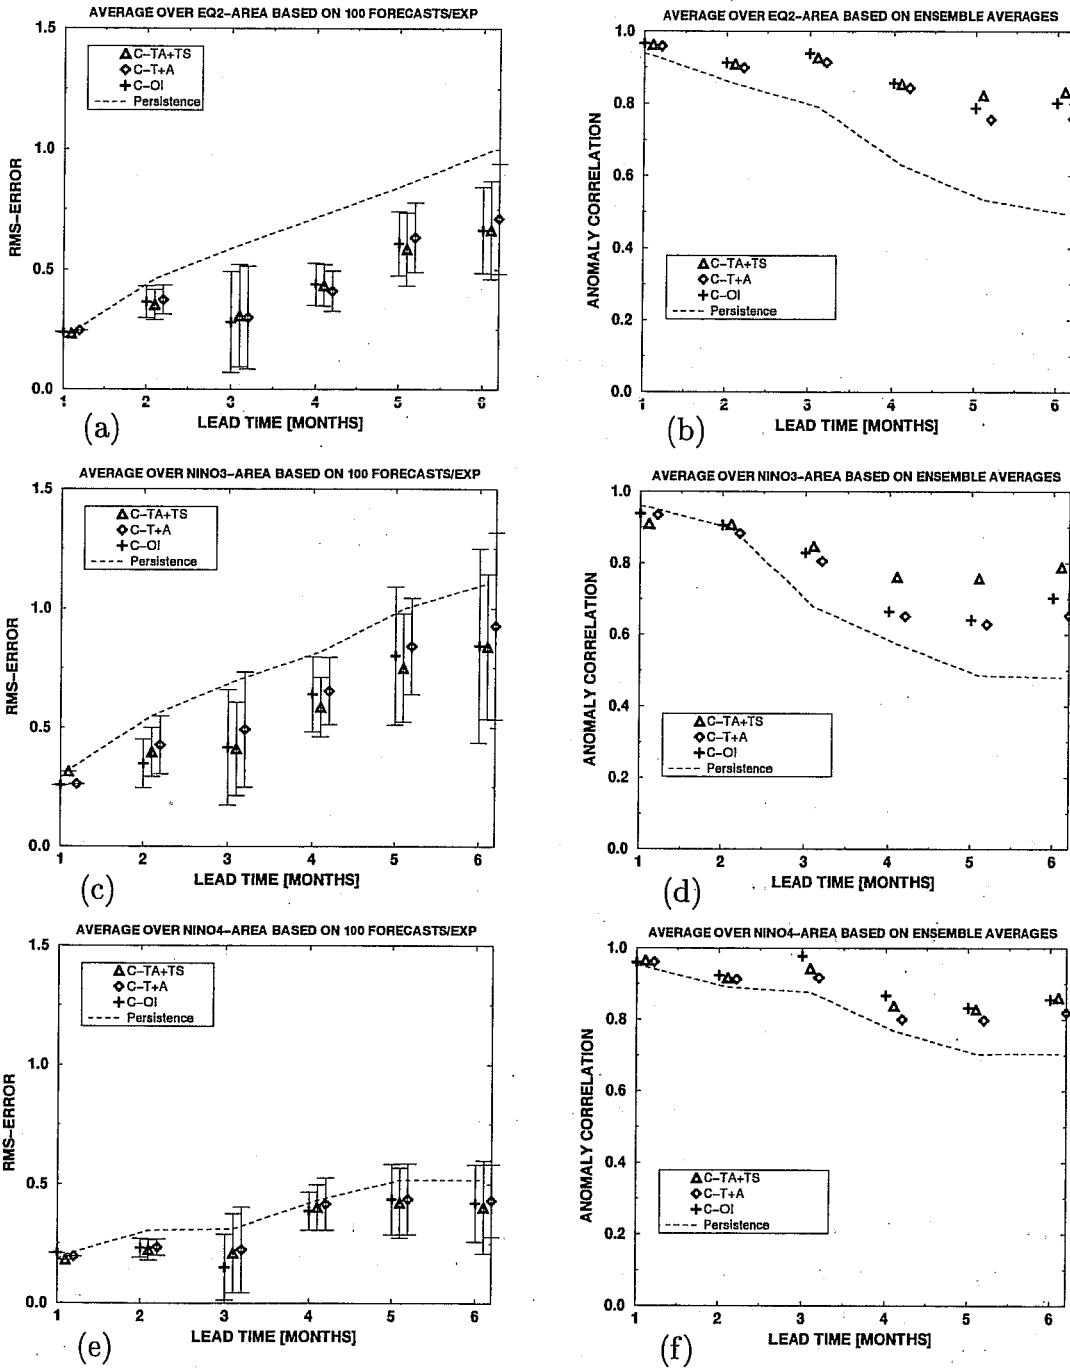 AVERAGE OVER EQ2-AREA BASED ON 100 FORECASTS/EXP
1.5
1.0
0.5
0.0
RMS-ERROR
C-TA+TS
C-T+A
C-OI
Persistence
1 2 3 4 5 6
LEAD TIME [MONTHS]
(a)
AVERAGE OVER EQ2-AREA BASED ON ENSEMBLE AVERAGES
1.0
0.8
0.6
0.4
0.2
0.0
ANOMALY CORRELATION
C-TA+TS
C-T+A
C-OI
Persistence
1 2 3 4 5 6
LEAD TIME [MONTHS]
(b)
AVERAGE OVER NINO3-AREA BASED ON 100 FORECASTS/EXP
1.5
1.0
0.5
0.0
RMS-ERROR
C-TA+TS
C-T+A
C-OI
Persistence
1 2 3 4 5 6
LEAD TIME [MONTHS]
(c)
AVERAGE OVER NINO3-AREA BASED ON ENSEMBLE AVERAGES
1.0
0.8
0.6
0.4
0.2
0.0
ANOMALY CORRELATION
C-TA+TS
C-T+A
C-OI
Persistence
1 2 3 4 5 6
LEAD TIME [MONTHS]
(d)
AVERAGE OVER NINO4-AREA BASED ON 100 FORECASTS/EXP
1.5
1.0
0.5
0.0
RMS-ERROR
C-TA+TS
C-T+A
C-OI
Persistence
1 2 3 4 5 6
LEAD TIME [MONTHS]
(e)
AVERAGE OVER NINO4-AREA BASED ON ENSEMBLE AVERAGES
1.0
0.8
0.6
0.4
0.2
0.0
ANOMALY CORRELATION
C-TA+TS
C-T+A
C-OI
Persistence
1 2 3 4 5 6
LEAD TIME [MONTHS]
(f)